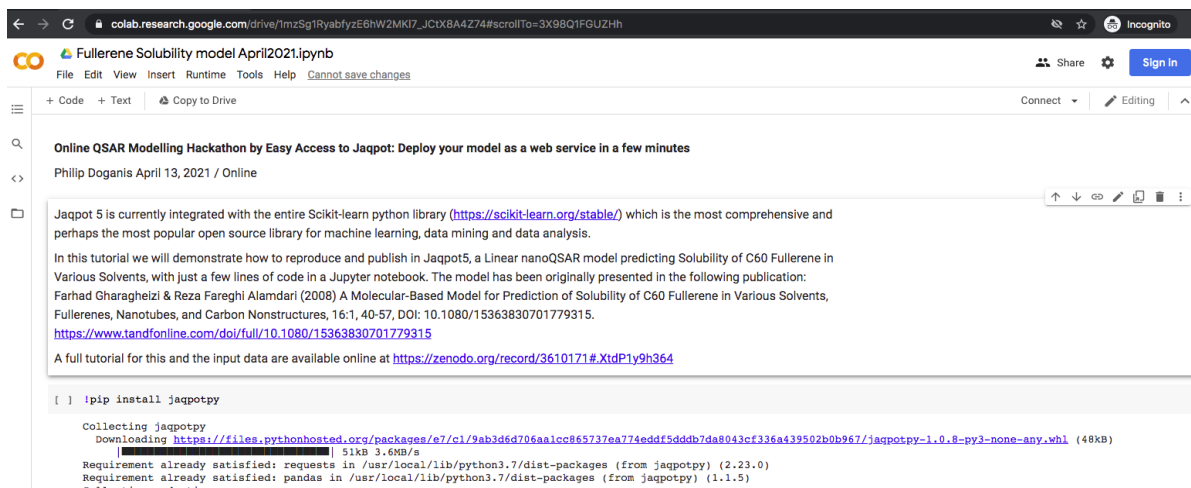 colab.research.google.com/drive/1mzSg1RyabfyzE6hW2MKI7_JCtX8A4Z74#scrollTo=3X98Q1FGUZHh
Incognito
Fullerene Solubility model April2021.ipynb
File Edit View Insert Runtime Tools Help Cannot save changes
Share
Sign in
+ Code + Text Copy to Drive
Connect
Editing
Online QSAR Modelling Hackathon by Easy Access to Jaqpot: Deploy your model as a web service in a few minutes
Philip Doganis April 13, 2021 / Online
Jaqpot 5 is currently integrated with the entire Scikit-learn python library (https://scikit-learn.org/stable/) which is the most comprehensive and
perhaps the most popular open source library for machine learning, data mining and data analysis.
In this tutorial we will demonstrate how to reproduce and publish in Jaqpot5, a Linear nanoQSAR model predicting Solubility of C60 Fullerene in
Various Solvents, with just a few lines of code in a Jupyter notebook. The model has been originally presented in the following publication:
Farhad Gharagheizi & Reza Fareghi Alamdari (2008) A Molecular-Based Model for Prediction of Solubility of C60 Fullerene in Various Solvents,
Fullerenes, Nanotubes, and Carbon Nonstructures, 16:1, 40-57, DOI: 10.1080/15363830701779315.
https://www.tandfonline.com/doi/full/10.1080/15363830701779315
A full tutorial for this and the input data are available online at https://zenodo.org/record/3610171#.XtdP1y9h364
[ ] !pip install jaqpotpy
Collecting jaqpotpy
Downloading https://files.pythonhosted.org/packages/e7/c1/9ab3d6d706aa1cc865737ea774eddf5dddb7da8043cf336a439502b0b967/jaqpotpy-1.0.8-py3-none-any.whl (48kB)
| | 51kB 3.6MB/s
Requirement already satisfied: requests in /usr/local/lib/python3.7/dist-packages (from jaqpotpy) (2.23.0)
Requirement already satisfied: pandas in /usr/local/lib/python3.7/dist-packages (from jaqpotpy) (1.1.5)